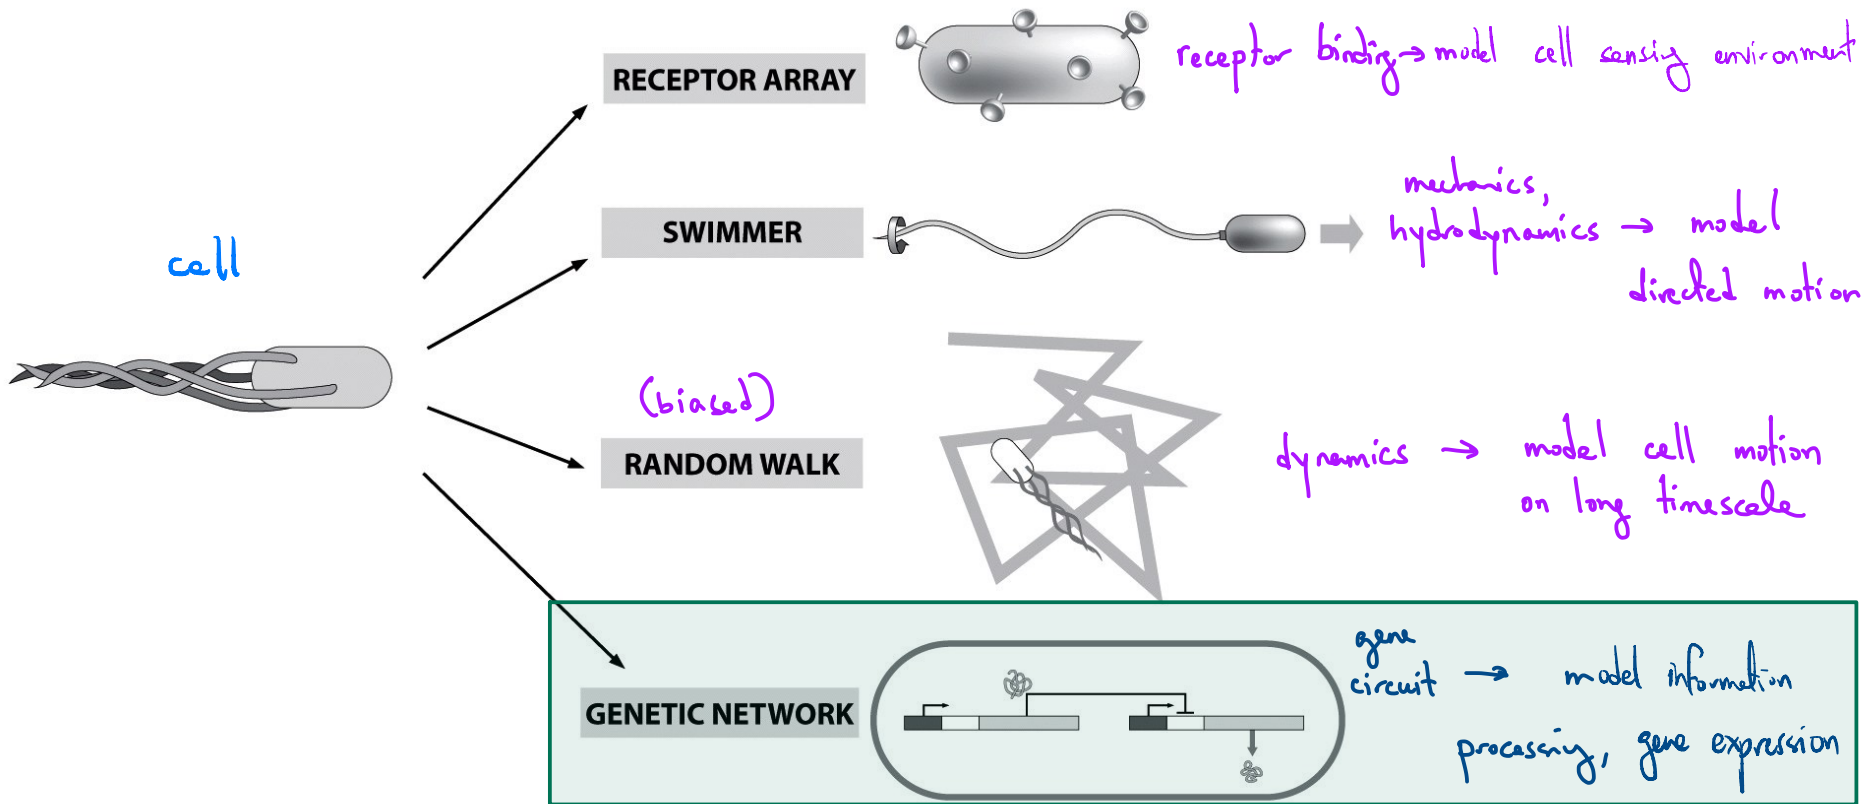 RECEPTOR ARRAY
receptor binding → model cell sensing environment
SWIMMER
mechanics,
hydrodynamics → model
directed motion
cell
(biased)
RANDOM WALK
dynamics → model cell motion
on long timescale
GENETIC NETWORK
gene
circuit → model information
processing, gene expression